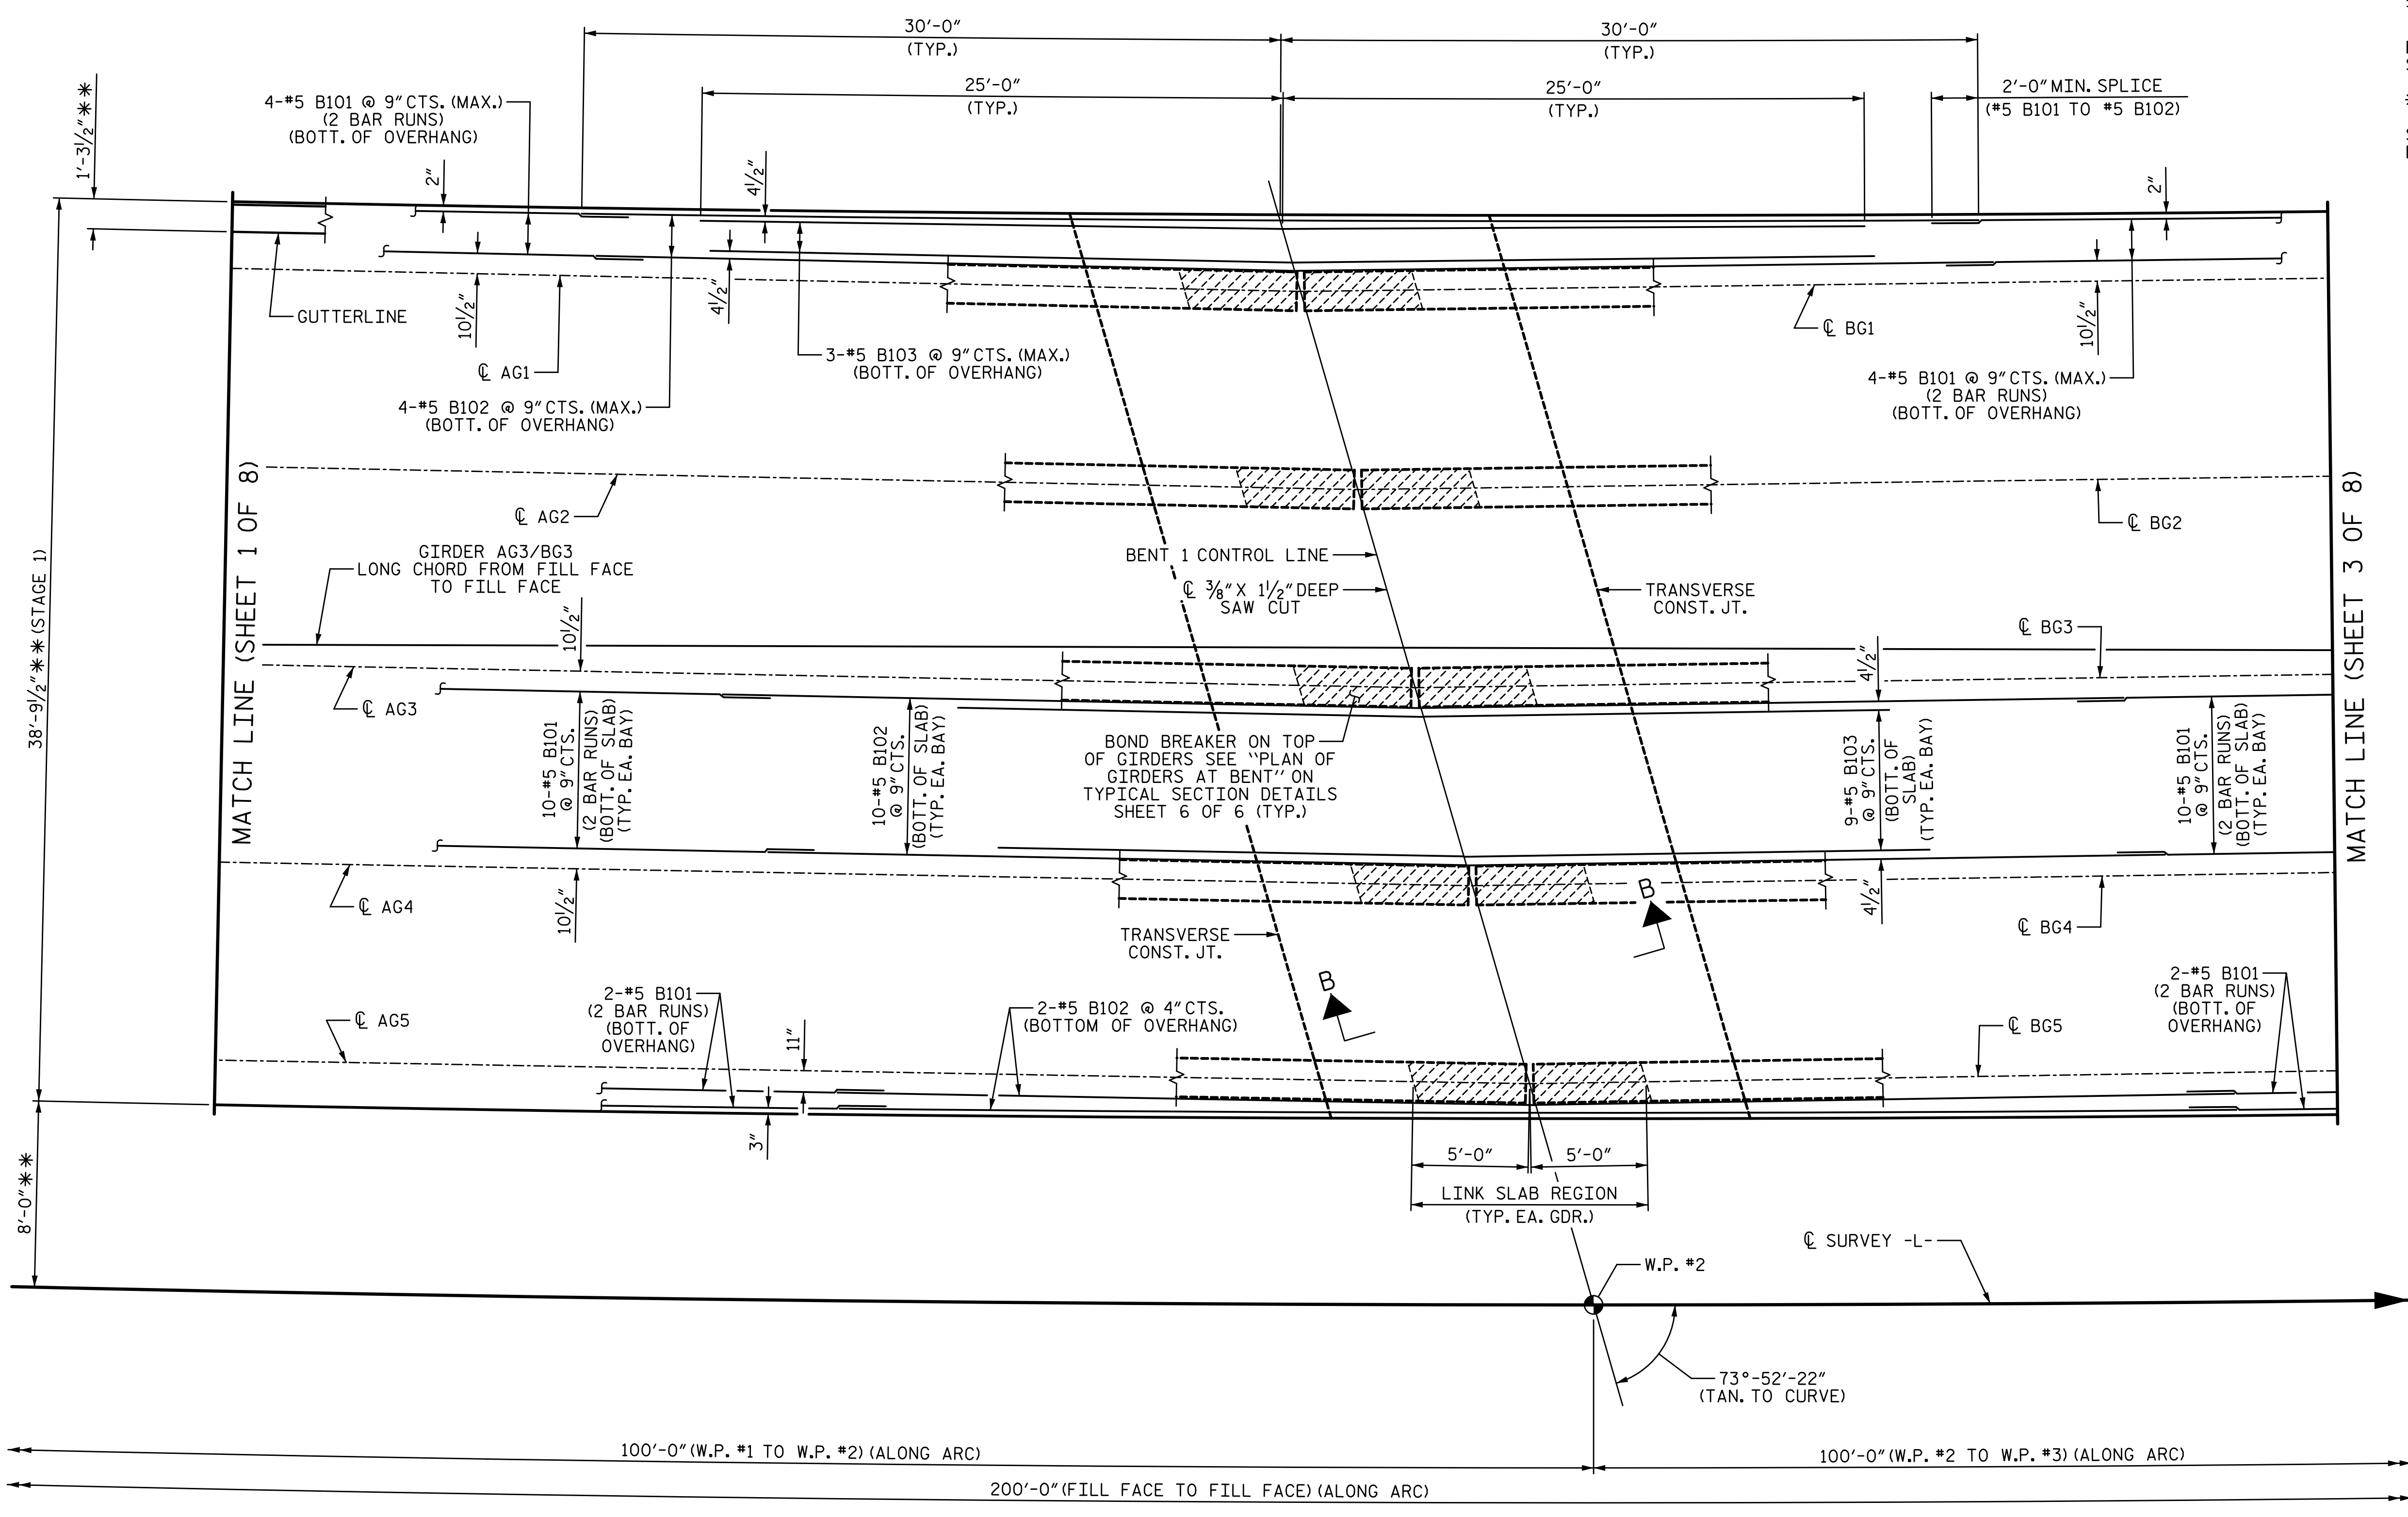 30'-0"
(TYP.)
30'-0"
(TYP.)
25'-0"
(TYP.)
25'-0"
(TYP.)
2'-0" MIN. SPLICE
(#5 B101 TO #5 B102)
4-#5 B101 @ 9" CTS. (MAX.)
(2 BAR RUNS)
(BOTT. OF OVERHANG)
1'-3½"**
2"
4½"
2"
GUTTERLINE
10½"
℄ AG1
4½"
3-#5 B103 @ 9" CTS. (MAX.)
(BOTT. OF OVERHANG)
4-#5 B102 @ 9" CTS. (MAX.)
(BOTT. OF OVERHANG)
℄ BG1
10½"
4-#5 B101 @ 9" CTS. (MAX.)
(2 BAR RUNS)
(BOTT. OF OVERHANG)
MATCH LINE (SHEET 1 OF 8)
MATCH LINE (SHEET 3 OF 8)
38'-9½"** (STAGE 1)
℄ AG2
℄ BG2
GIRDER AG3/BG3
LONG CHORD FROM FILL FACE
TO FILL FACE
BENT 1 CONTROL LINE
℄ ⅜" X 1½" DEEP
SAW CUT
TRANSVERSE
CONST. JT.
10½"
℄ BG3
4½"
℄ AG3
10-#5 B101
@ 9" CTS.
(2 BAR RUNS)
(BOTT. OF SLAB)
(TYP. EA. BAY)
10-#5 B102
@ 9" CTS.
(BOTT. OF SLAB)
(TYP. EA. BAY)
BOND BREAKER ON TOP
OF GIRDERS SEE "PLAN OF
GIRDERS AT BENT" ON
TYPICAL SECTION DETAILS
SHEET 6 OF 6 (TYP.)
9-#5 B103
@ 9" CTS.
(BOTT. OF
SLAB)
(TYP. EA. BAY)
10-#5 B101
@ 9" CTS.
(2 BAR RUNS)
(BOTT. OF SLAB)
(TYP. EA. BAY)
℄ AG4
10½"
4½"
℄ BG4
B
B
TRANSVERSE
CONST. JT.
2-#5 B101
(2 BAR RUNS)
(BOTT. OF
OVERHANG)
2-#5 B102 @ 4" CTS.
(BOTTOM OF OVERHANG)
2-#5 B101
(2 BAR RUNS)
(BOTT. OF
OVERHANG)
℄ AG5
11"
℄ BG5
3"
5'-0"
5'-0"
LINK SLAB REGION
(TYP. EA. GDR.)
8'-0"**
℄ SURVEY -L-
W.P. #2
73°-52'-22"
(TAN. TO CURVE)
100'-0" (W.P. #1 TO W.P. #2) (ALONG ARC)
100'-0" (W.P. #2 TO W.P. #3) (ALONG ARC)
200'-0" (FILL FACE TO FILL FACE) (ALONG ARC)